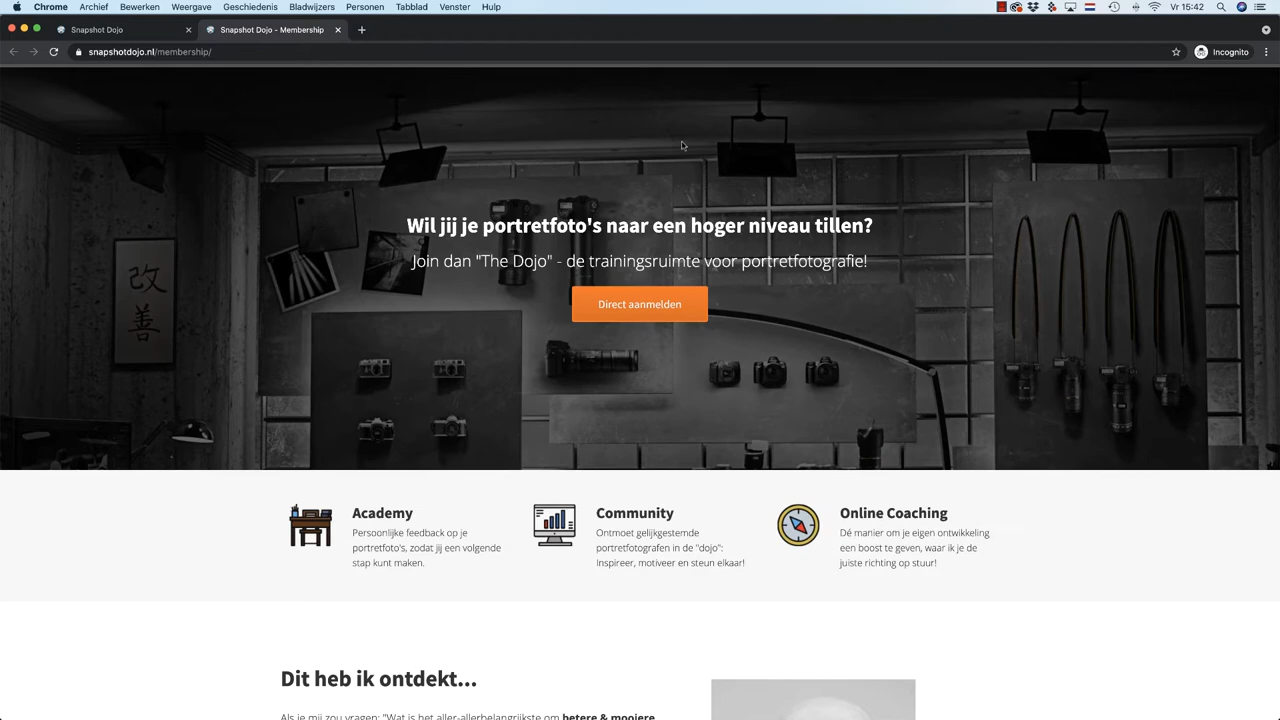 Chrome Archief Bewerken Weergave Geschiedenis Bladwijzers Personen Tabblad Venster Hulp Vr 15:42
Snapshot Dojo
Snapshot Dojo - Membership
snapshotdojo.nl/membership/
Incognito
改
善
Wil jij je portretfoto's naar een hoger niveau tillen?
Join dan "The Dojo" - de trainingsruimte voor portretfotografie!
Direct aanmelden
Academy
Persoonlijke feedback op je
portretfoto's, zodat jij een volgende
stap kunt maken.
Community
Ontmoet gelijkgestemde
portretfotografen in de "dojo":
Inspireer, motiveer en steun elkaar!
Online Coaching
Dé manier om je eigen ontwikkeling
een boost te geven, waar ik je de
juiste richting op stuur!
Dit heb ik ontdekt...
Als je mij zou vragen: "Wat is het aller-allerbelangrijkste om betere & mooiere